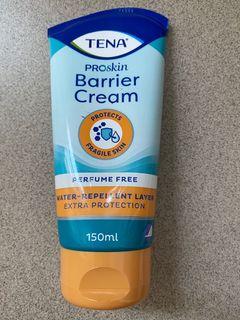 TENA
PROskin
Barrier
Cream
PROTECTS
FRAGILE SKIN
PERFUME FREE
WATER-REPELLENT LAYER
EXTRA PROTECTION
150ml